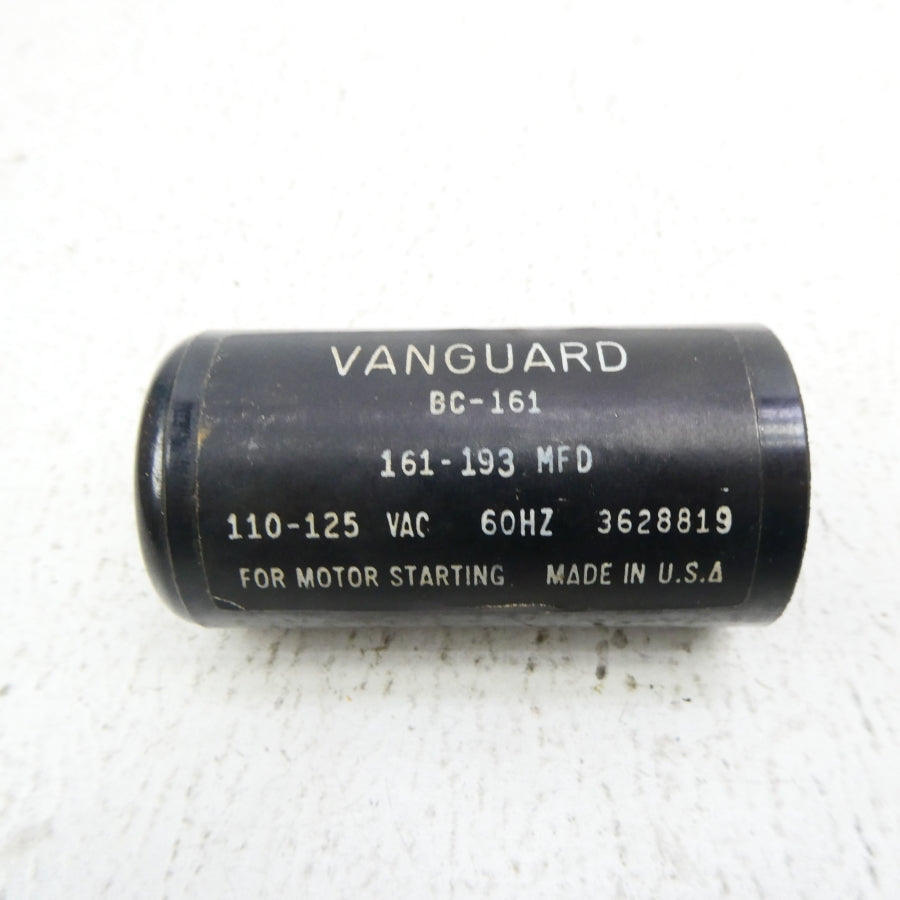 VANGUARD
BC-161
161-193 MFD
110-125 VAC 60HZ 3628819
FOR MOTOR STARTING MADE IN U.S.A